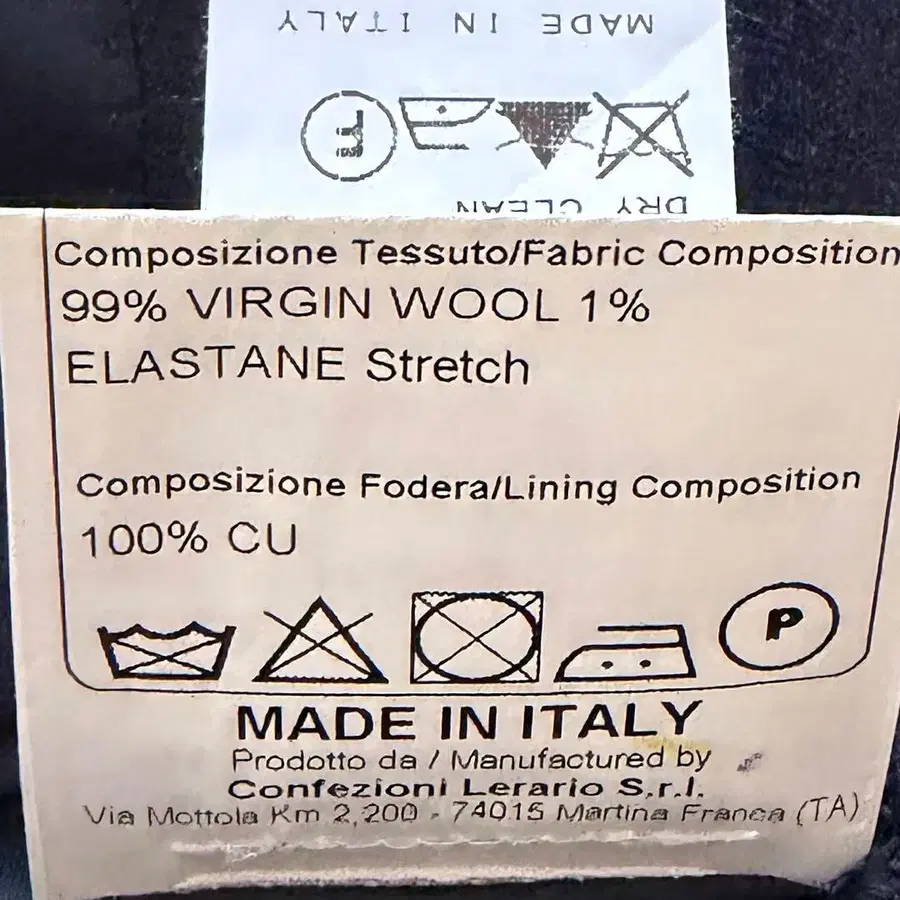 MADE IN ITALY
F
DRY CLEAN
Composizione Tessuto/Fabric Composition
99% VIRGIN WOOL 1%
ELASTANE Stretch
Composizione Fodera/Lining Composition
100% CU
P
MADE IN ITALY
Prodotto da / Manufactured by
Confezioni Lerario S.r.l.
Via Mottola Km 2,200 - 74015 Martina Franca (TA)